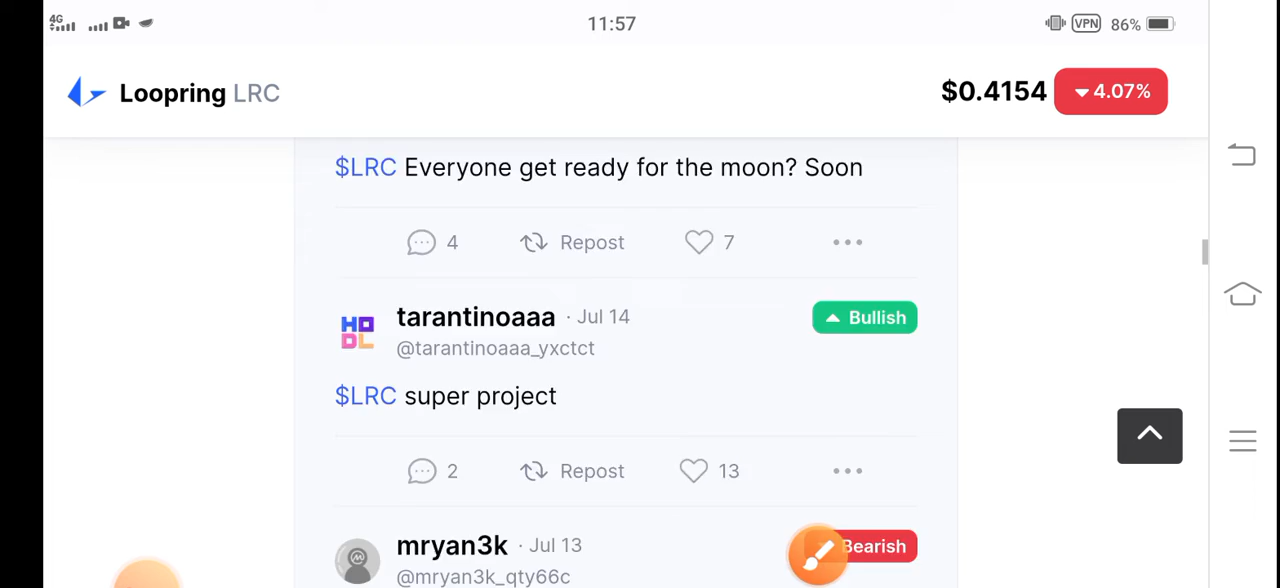 4G 11:57 VPN 86%
Loopring LRC $0.4154 4.07%
$LRC Everyone get ready for the moon? Soon
4 Repost 7
HODL tarantinoaaa · Jul 14 Bullish
@tarantinoaaa_yxctct
$LRC super project
2 Repost 13
mryan3k · Jul 13 Bearish
@mryan3k_qty66c